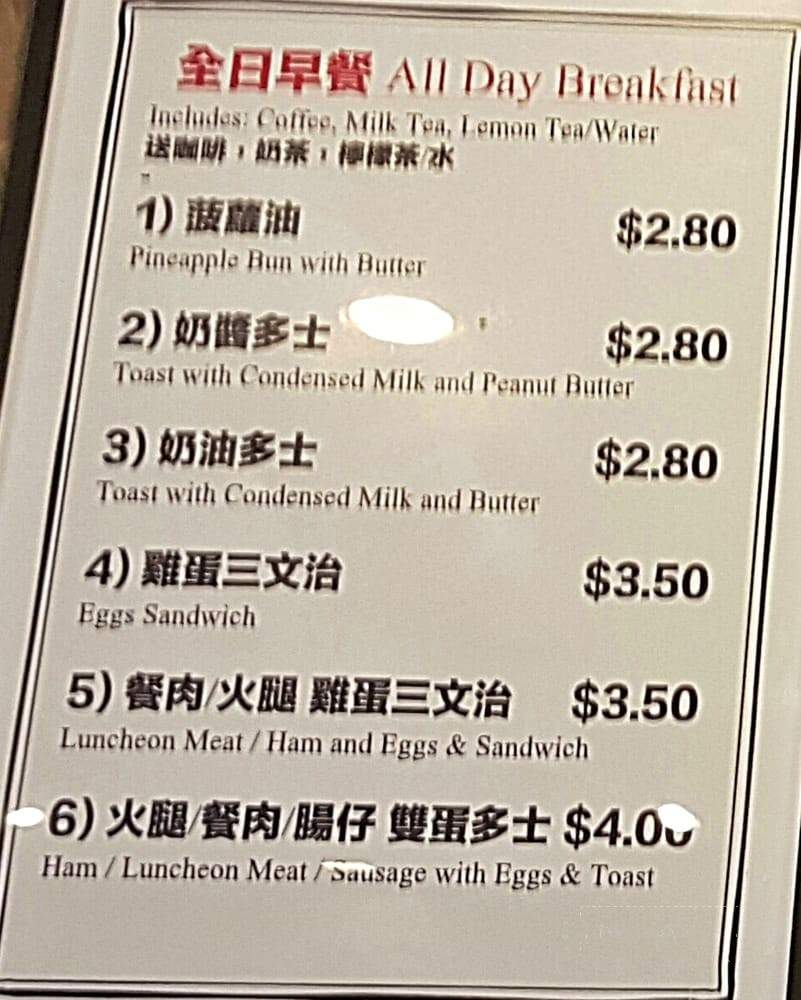 全日早餐 All Day Breakfast
Includes: Coffee, Milk Tea, Lemon Tea/Water
送咖啡，奶茶，檸檬茶/水
1) 菠蘿油 $2.80
Pineapple Bun with Butter
2) 奶醬多士 $2.80
Toast with Condensed Milk and Peanut Butter
3) 奶油多士 $2.80
Toast with Condensed Milk and Butter
4) 雞蛋三文治 $3.50
Eggs Sandwich
5) 餐肉/火腿 雞蛋三文治 $3.50
Luncheon Meat / Ham and Eggs & Sandwich
6) 火腿/餐肉/腸仔 雙蛋多士 $4.00
Ham / Luncheon Meat / Sausage with Eggs & Toast